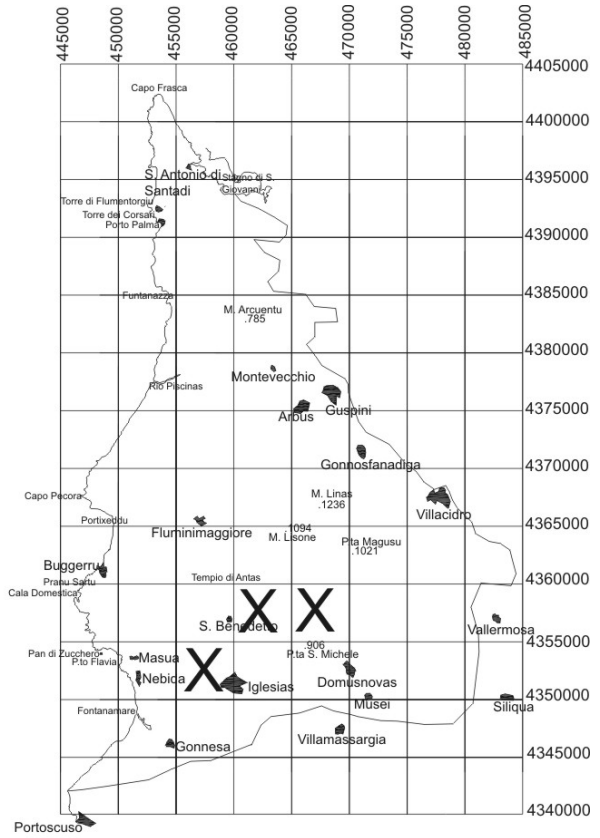 445000
450000
455000
460000
465000
470000
475000
480000
485000
4405000
Capo Frasca
4400000
S. Antonio di
Santadi
Stagno di S.
Giovanni
4395000
Torre di Flumentorgiu
Torre dei Corsari
Porto Palma
4390000
Funtanazza
4385000
M. Arcuentu
.785
4380000
Montevecchio
Rio Piscinas
Guspini
Arbus
4375000
Gonnosfanadiga
4370000
Capo Pecora
M. Linas
.1236
Villacidro
Portixeddu
Fluminimaggiore
1094
M. Lisone
4365000
P.ta Magusu
.1021
Buggerru
Pranu Sartu
Cala Domestica
Tempio di Antas
4360000
X X
S. Benedetto
Vallermosa
4355000
Pan di Zucchero
P.to Flavia
Masua
.906
P.ta S. Michele
X
Nebida
Iglesias
Domusnovas
Musei
4350000
Siliqua
Fontanamare
Gonnesa
Villamassargia
4345000
4340000
Portoscuso